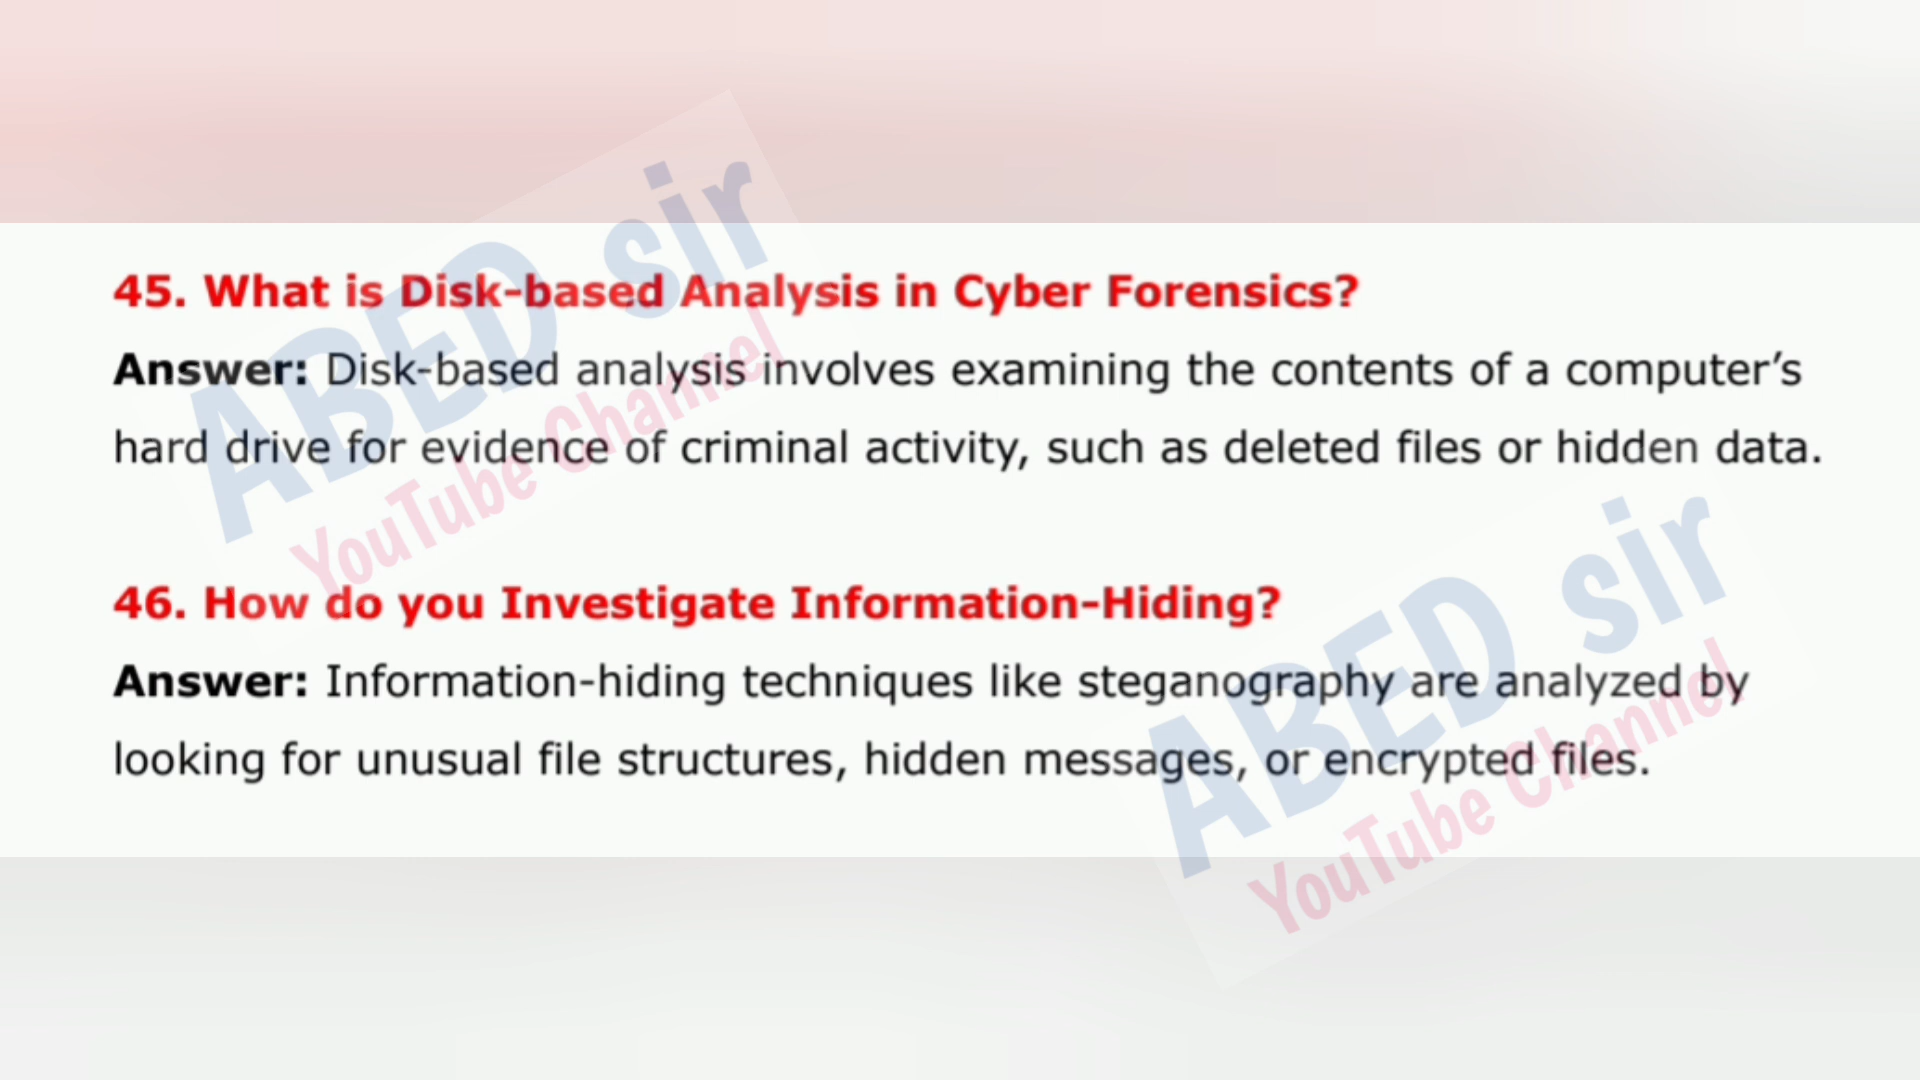 45. What is Disk-based Analysis in Cyber Forensics?
Answer: Disk-based analysis involves examining the contents of a computer’s
hard drive for evidence of criminal activity, such as deleted files or hidden data.
46. How do you Investigate Information-Hiding?
Answer: Information-hiding techniques like steganography are analyzed by
looking for unusual file structures, hidden messages, or encrypted files.
ABED sir
YouTube Channel
ABED sir
YouTube Channel